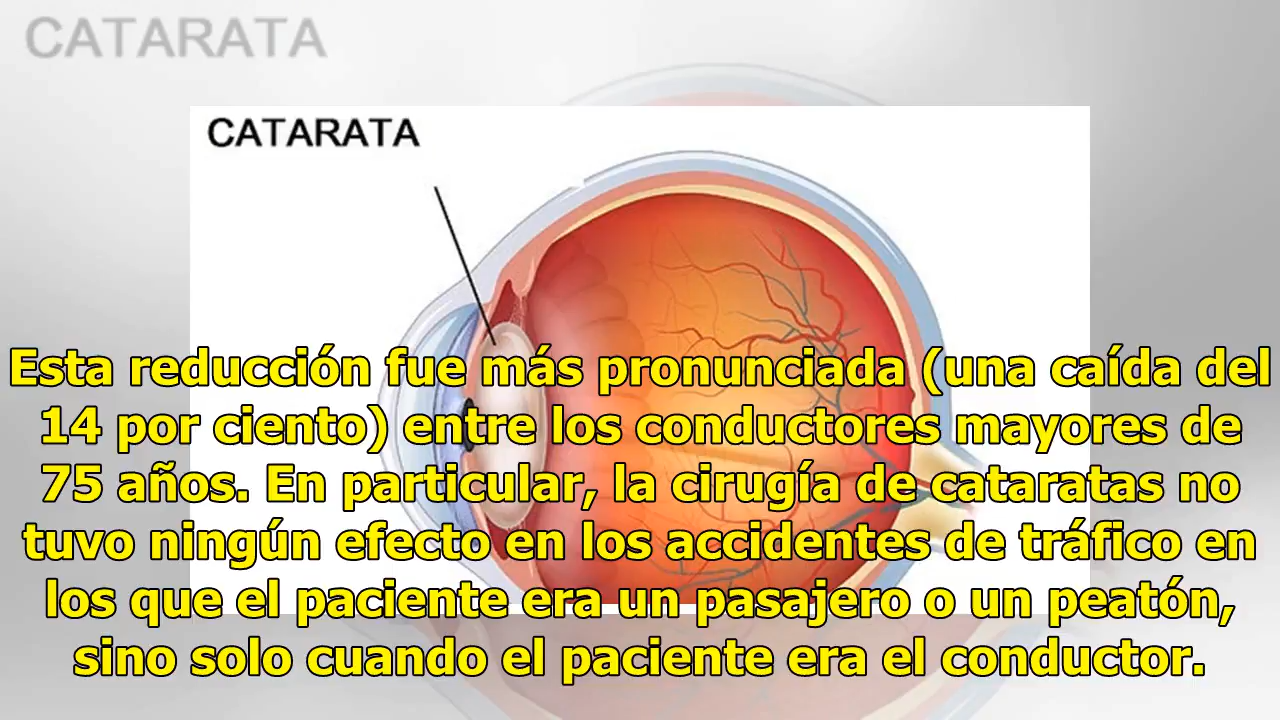 CATARATA
CATARATA
Esta reducción fue más pronunciada (una caída del
14 por ciento) entre los conductores mayores de
75 años. En particular, la cirugía de cataratas no
tuvo ningún efecto en los accidentes de tráfico en
los que el paciente era un pasajero o un peatón,
sino solo cuando el paciente era el conductor.